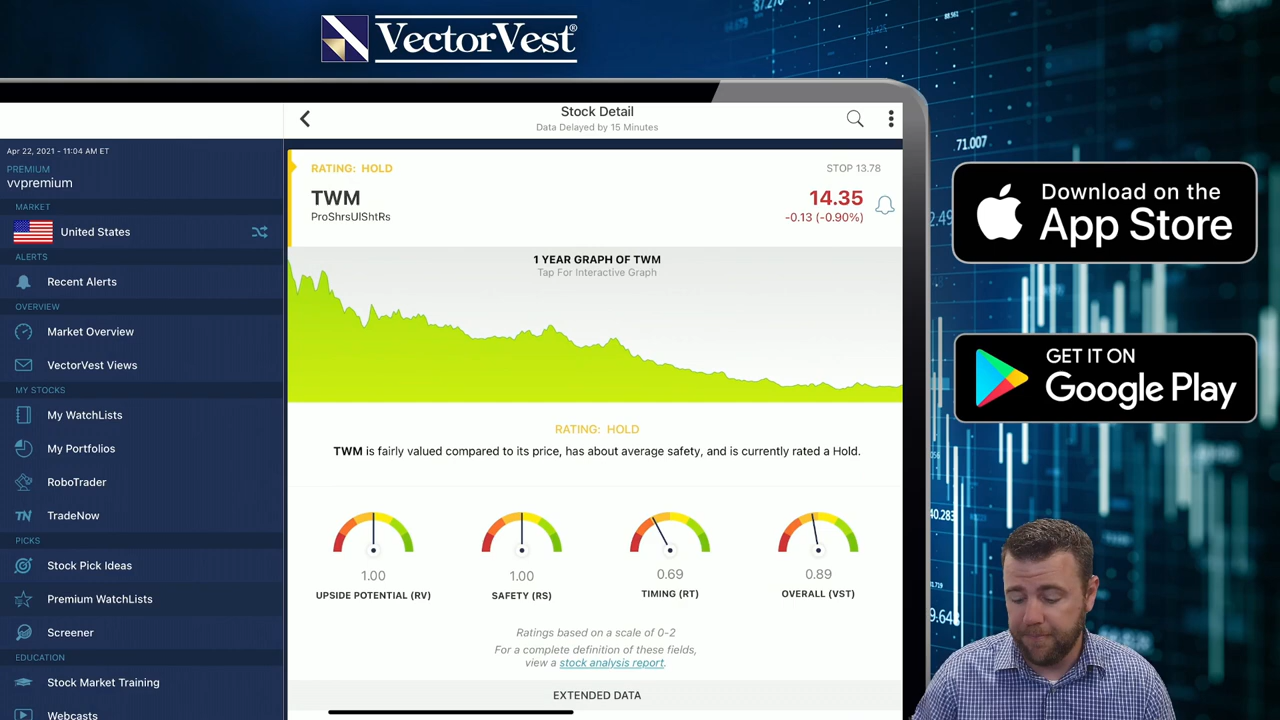 VectorVest®
Stock Detail
Data Delayed by 15 Minutes
Apr 22, 2021 - 11:04 AM ET
PREMIUM
vvpremium
MARKET
United States
ALERTS
Recent Alerts
OVERVIEW
Market Overview
VectorVest Views
MY STOCKS
My WatchLists
My Portfolios
RoboTrader
TN TradeNow
PICKS
Stock Pick Ideas
Premium WatchLists
Screener
EDUCATION
Stock Market Training
Webcasts
RATING: HOLD
STOP 13.78
TWM
14.35
ProShrsUlShtRs
-0.13 (-0.90%)
1 YEAR GRAPH OF TWM
Tap For Interactive Graph
RATING: HOLD
TWM is fairly valued compared to its price, has about average safety, and is currently rated a Hold.
1.00
1.00
0.69
0.89
UPSIDE POTENTIAL (RV)
SAFETY (RS)
TIMING (RT)
OVERALL (VST)
Ratings based on a scale of 0-2
For a complete definition of these fields,
view a stock analysis report.
EXTENDED DATA
Download on the
App Store
GET IT ON
Google Play
71.007
40.283